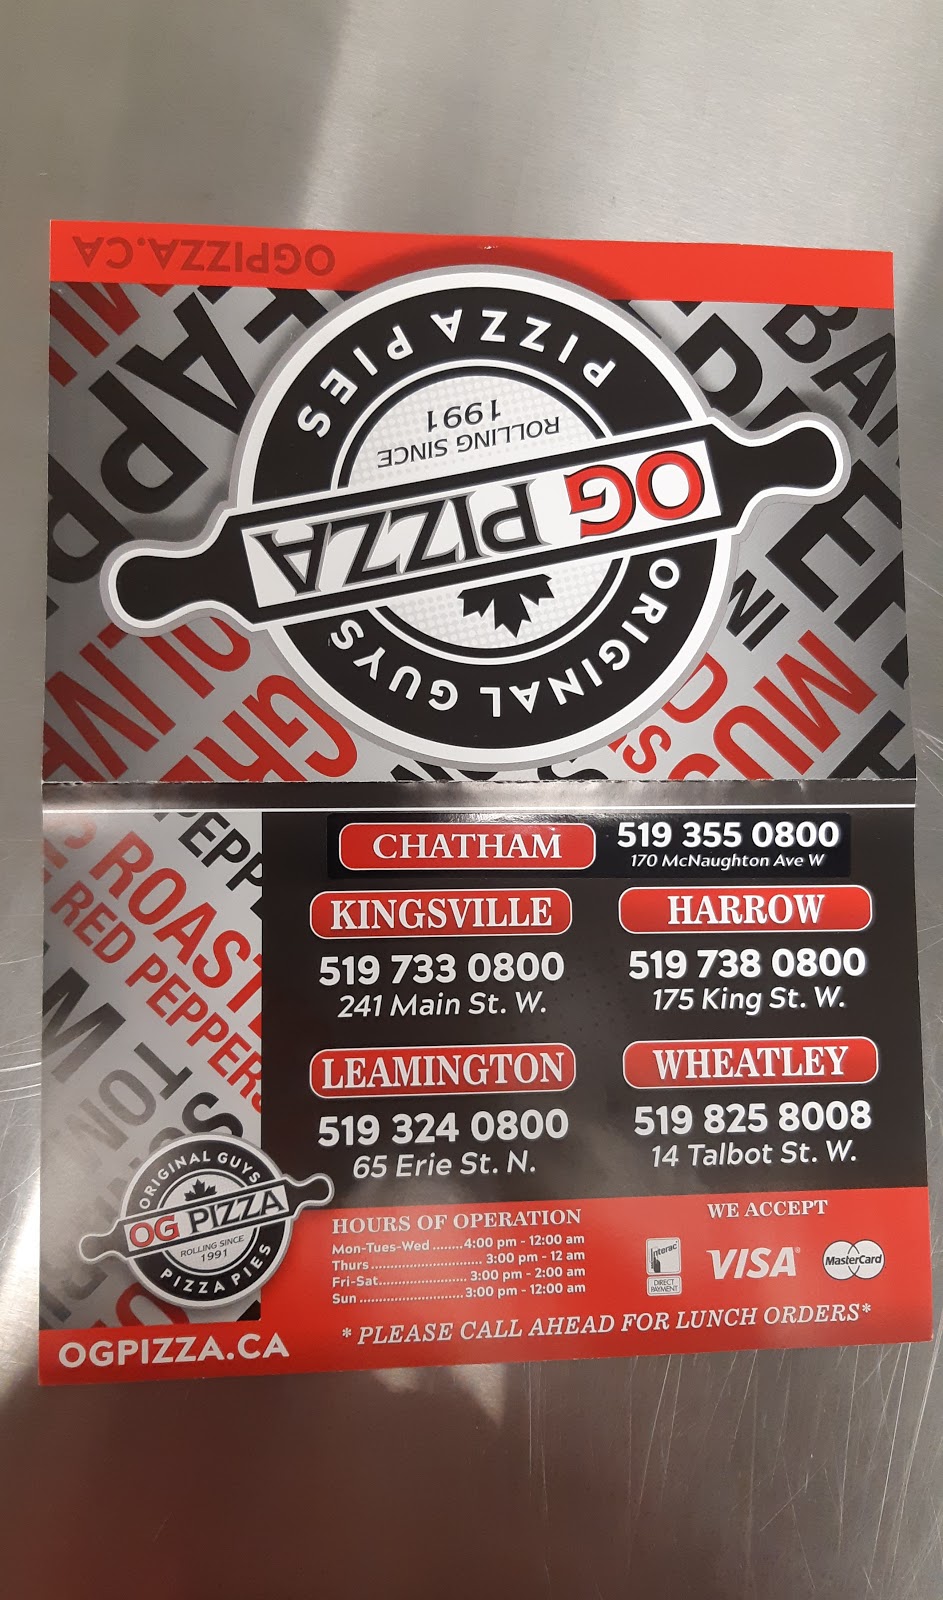 OGPIZZA.CA
PIZZA PIES
ROLLING SINCE
1991
OG PIZZA
ORIGINAL GUYS
CHATHAM
519 355 0800
170 McNaughton Ave W
KINGSVILLE
519 733 0800
241 Main St. W.
HARROW
519 738 0800
175 King St. W.
LEAMINGTON
519 324 0800
65 Erie St. N.
WHEATLEY
519 825 8008
14 Talbot St. W.
ROAST
RED PEPPERS
ORIGINAL GUYS
OG PIZZA
ROLLING SINCE
1991
PIZZA PIES
OGPIZZA.CA
HOURS OF OPERATION
Mon-Tues-Wed ........4:00 pm - 12:00 am
Thurs ........................... 3:00 pm - 12 am
Fri-Sat...................... 3:00 pm - 2:00 am
Sun .........................3:00 pm - 12:00 am
WE ACCEPT
Interac
DIRECT
PAYMENT
VISA
MasterCard
* PLEASE CALL AHEAD FOR LUNCH ORDERS*